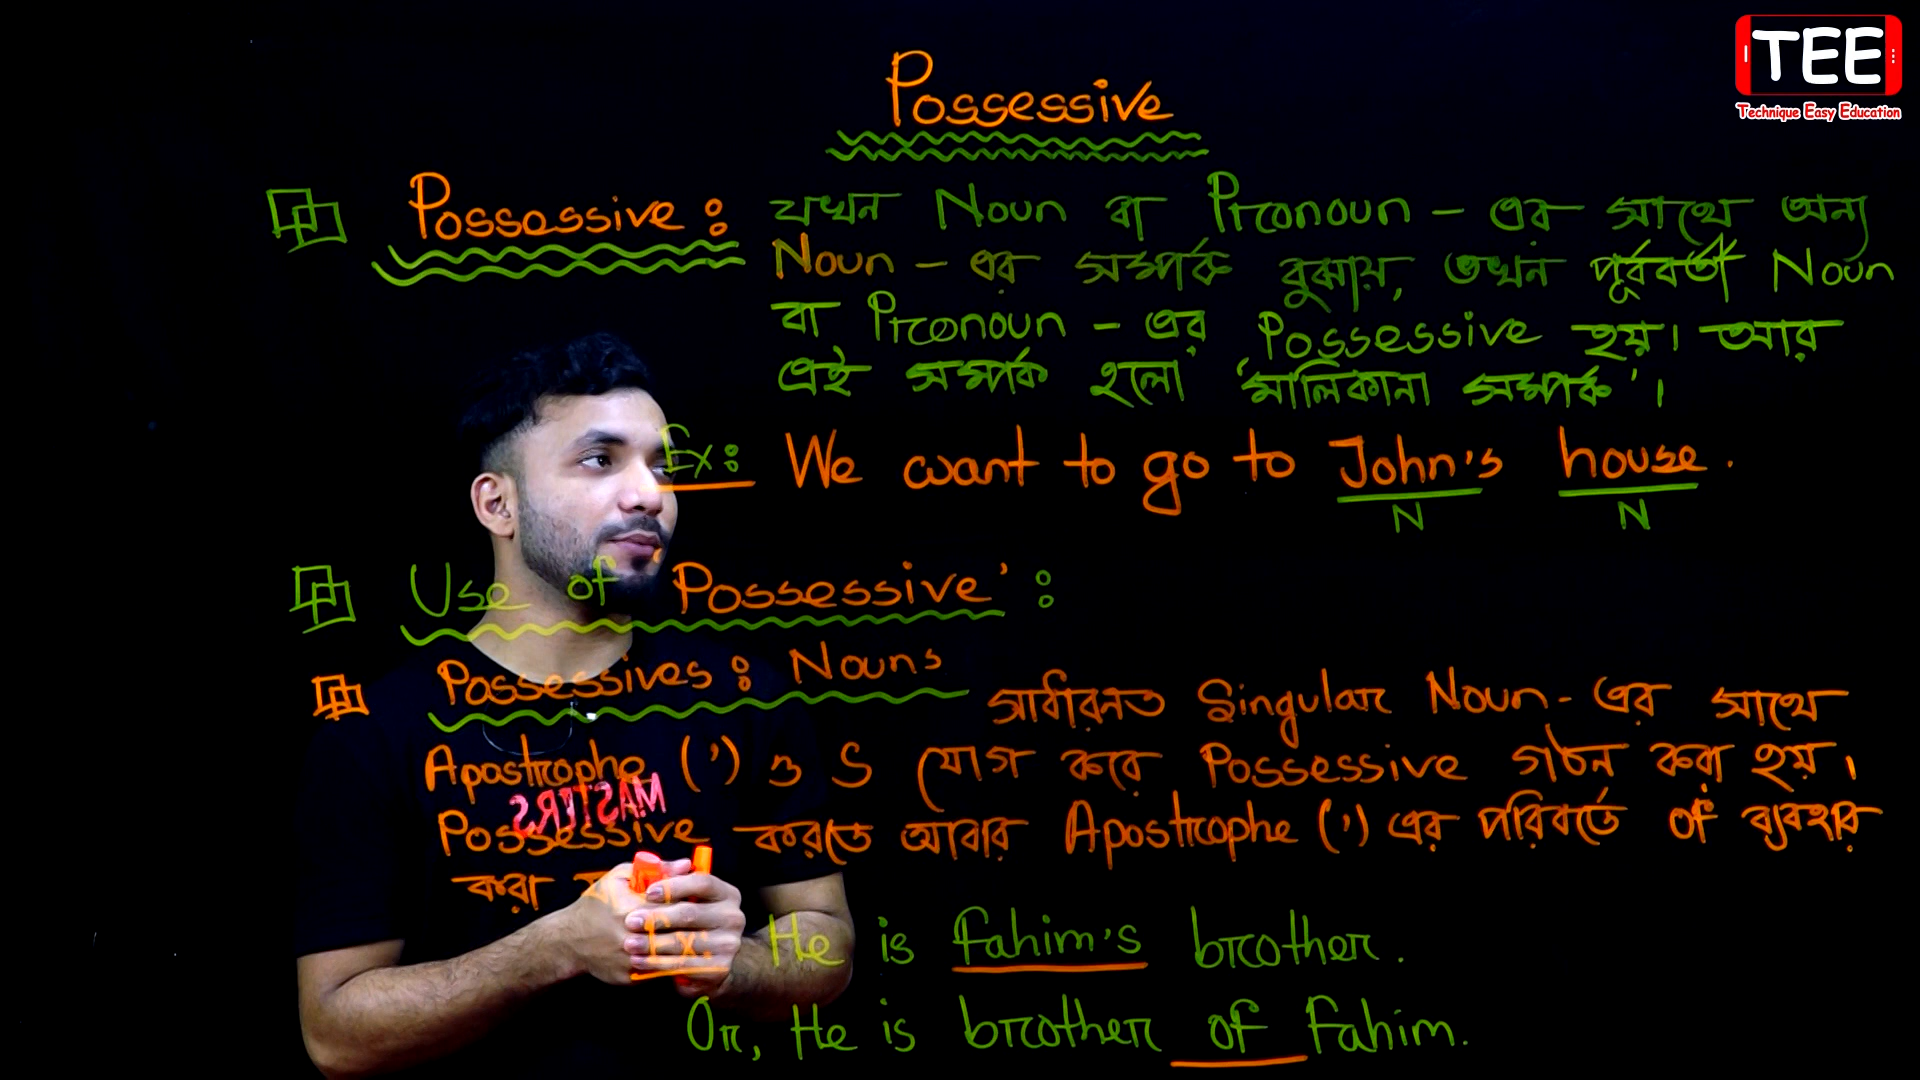 TEE
Technique Easy Education
Possessive
Possessive : যখন Noun বা Pronoun - এর সাথে অন্য
Noun - এর সম্পর্ক বুঝায়, তখন পূর্ববর্তী Noun
বা Pronoun - এর Possessive হয়। আর
এই সম্পর্ক হলো 'মালিকানা সম্পর্ক'।
Ex: We want to go to John's house.
N N
Use of 'Possessive' :
Possessives : Nouns সাধারনত Singular Noun - এর সাথে
Apostrophe (') ও S যোগ করে Possessive গঠন করা হয়।
MASTERS
Possessive করতে আবার Apostrophe (') এর পরিবর্তে of ব্যবহার
করা
Ex: He is Fahim's brother.
Or, He is brother of Fahim.